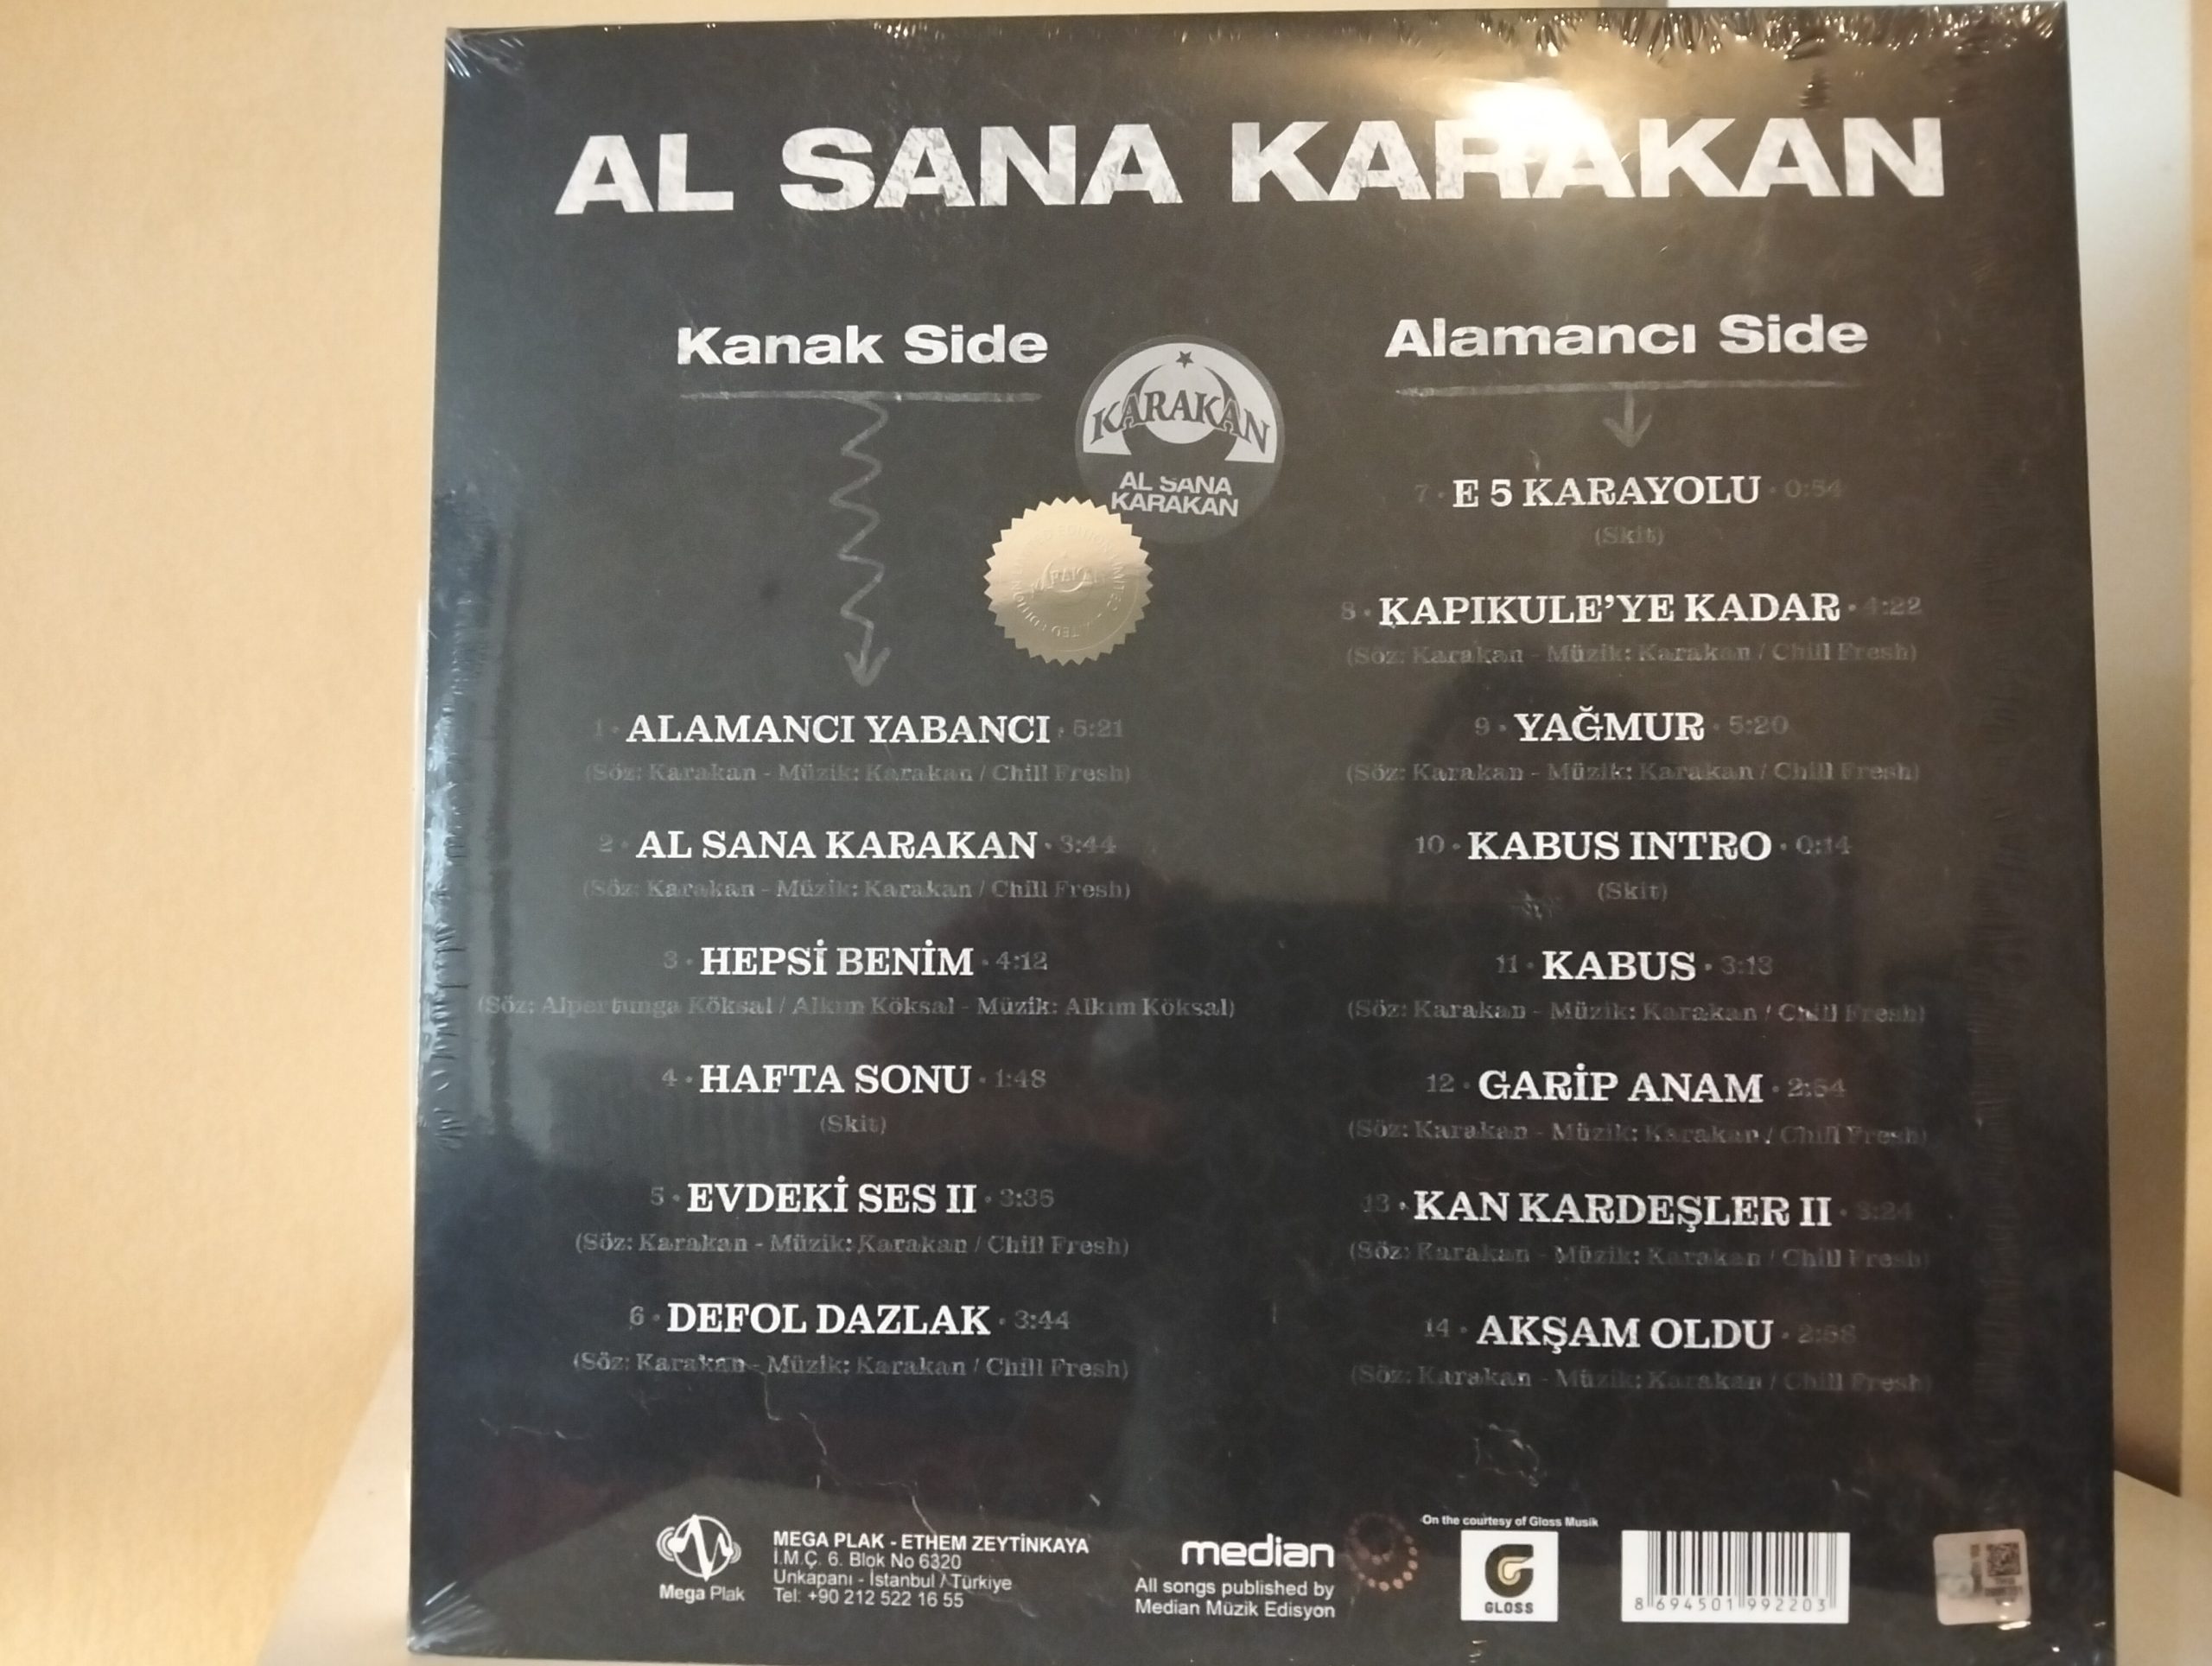 AL SANA KARAKAN
Kanak Side
KARAKAN
AL SANA
KARAKAN
1 · ALAMANCI YABANCI · 5:21
(Söz: Karakan - Müzik: Karakan / Chill Fresh)
2 · AL SANA KARAKAN · 3:44
(Söz: Karakan - Müzik: Karakan / Chill Fresh)
3 · HEPSİ BENİM · 4:12
(Söz: Alpertunga Köksal / Alkım Köksal - Müzik: Alkım Köksal)
4 · HAFTA SONU · 1:48
(Skit)
5 · EVDEKİ SES II · 3:35
(Söz: Karakan - Müzik: Karakan / Chill Fresh)
6 · DEFOL DAZLAK · 3:44
(Söz: Karakan - Müzik: Karakan / Chill Fresh)
Alamancı Side
7 · E 5 KARAYOLU · 0:54
(Skit)
8 · KAPIKULE'YE KADAR · 4:22
(Söz: Karakan - Müzik: Karakan / Chill Fresh)
9 · YAĞMUR · 5:20
(Söz: Karakan - Müzik: Karakan / Chill Fresh)
10 · KABUS INTRO · 0:14
(Skit)
11 · KABUS · 3:13
(Söz: Karakan - Müzik: Karakan / Chill Fresh)
12 · GARİP ANAM · 2:54
(Söz: Karakan - Müzik: Karakan / Chill Fresh)
13 · KAN KARDEŞLER II · 3:24
(Söz: Karakan - Müzik: Karakan / Chill Fresh)
14 · AKŞAM OLDU ·
(Söz: Karakan - Müzik: Karakan / Chill Fresh)
Mega Plak
MEGA PLAK - ETHEM ZEYTİNKAYA
İ.M.Ç. 6. Blok No 6320
Unkapanı - İstanbul / Türkiye
Tel: +90 212 522 16 55
median
All songs published by
Median Müzik Edisyon
On the courtesy of Gloss Musik
GLOSS
8 694501 992203